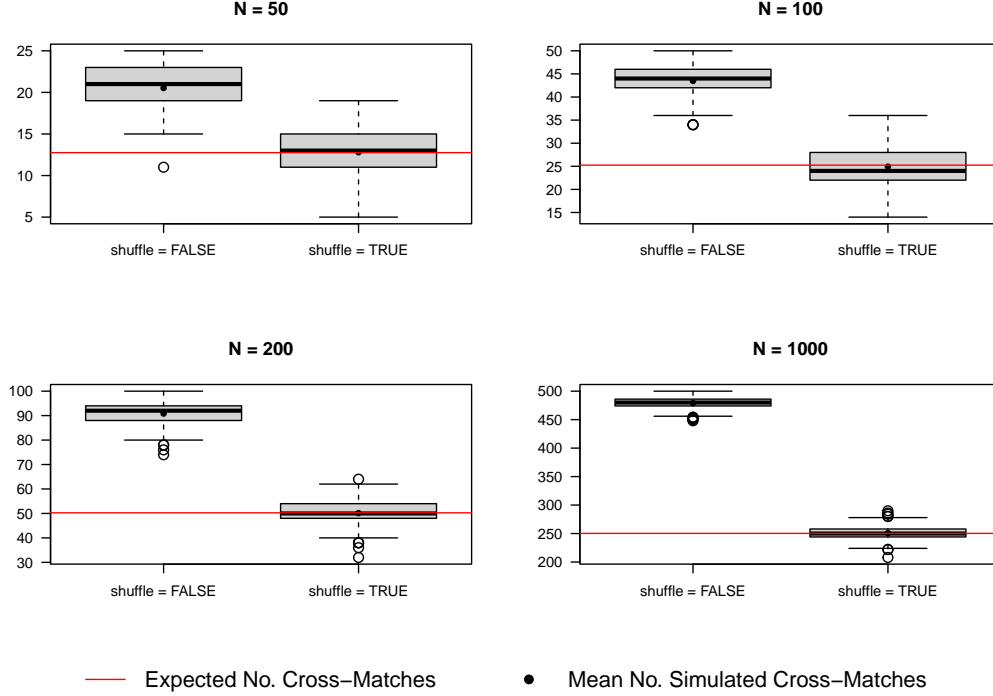 N = 50
25
20
15
10
5
shuffle = FALSE
shuffle = TRUE
N = 100
50
45
40
35
30
25
20
15
shuffle = FALSE
shuffle = TRUE
N = 200
100
90
80
70
60
50
40
30
shuffle = FALSE
shuffle = TRUE
N = 1000
500
450
400
350
300
250
200
shuffle = FALSE
shuffle = TRUE
Expected No. Cross−Matches
Mean No. Simulated Cross−Matches